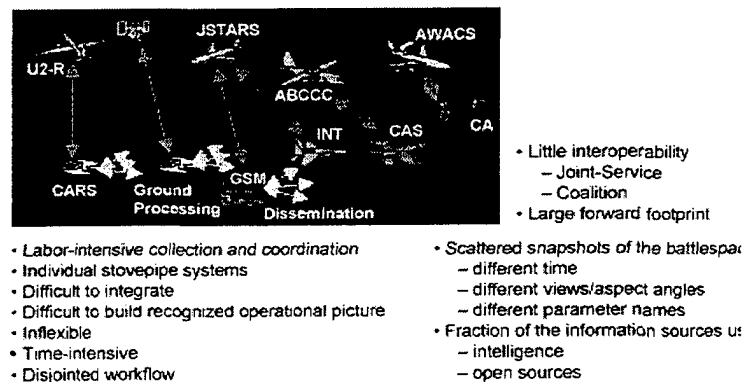 JSTARS
AWACS
U2-R
ABCCC
INT
CAS
CA
CARS
Ground
Processing
GSM
Dissemination
• Little interoperability
– Joint-Service
– Coalition
• Large forward footprint
• Labor-intensive collection and coordination
• Individual stovepipe systems
• Difficult to integrate
• Difficult to build recognized operational picture
• Inflexible
• Time-intensive
• Disjointed workflow
• Scattered snapshots of the battlespac
– different time
– different views/aspect angles
– different parameter names
• Fraction of the information sources us
– intelligence
– open sources